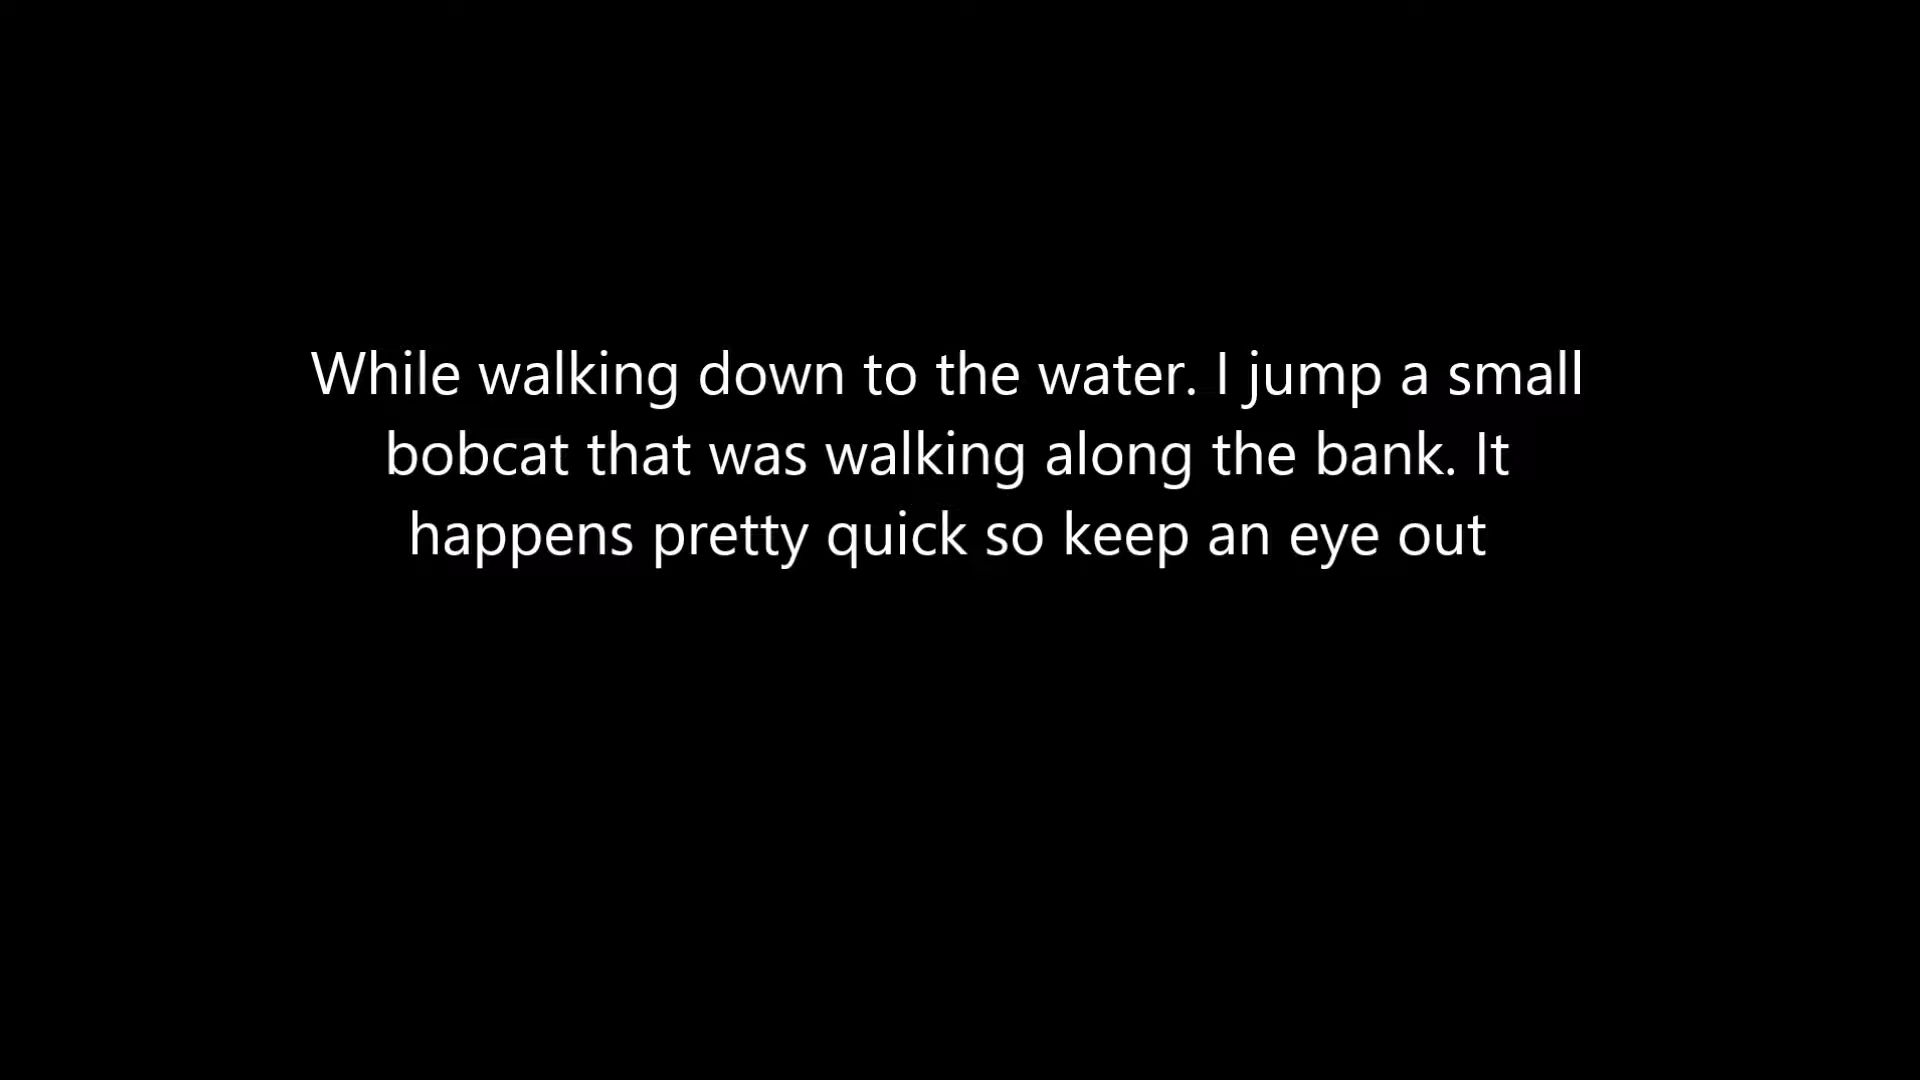 While walking down to the water. I jump a small
bobcat that was walking along the bank. It
happens pretty quick so keep an eye out